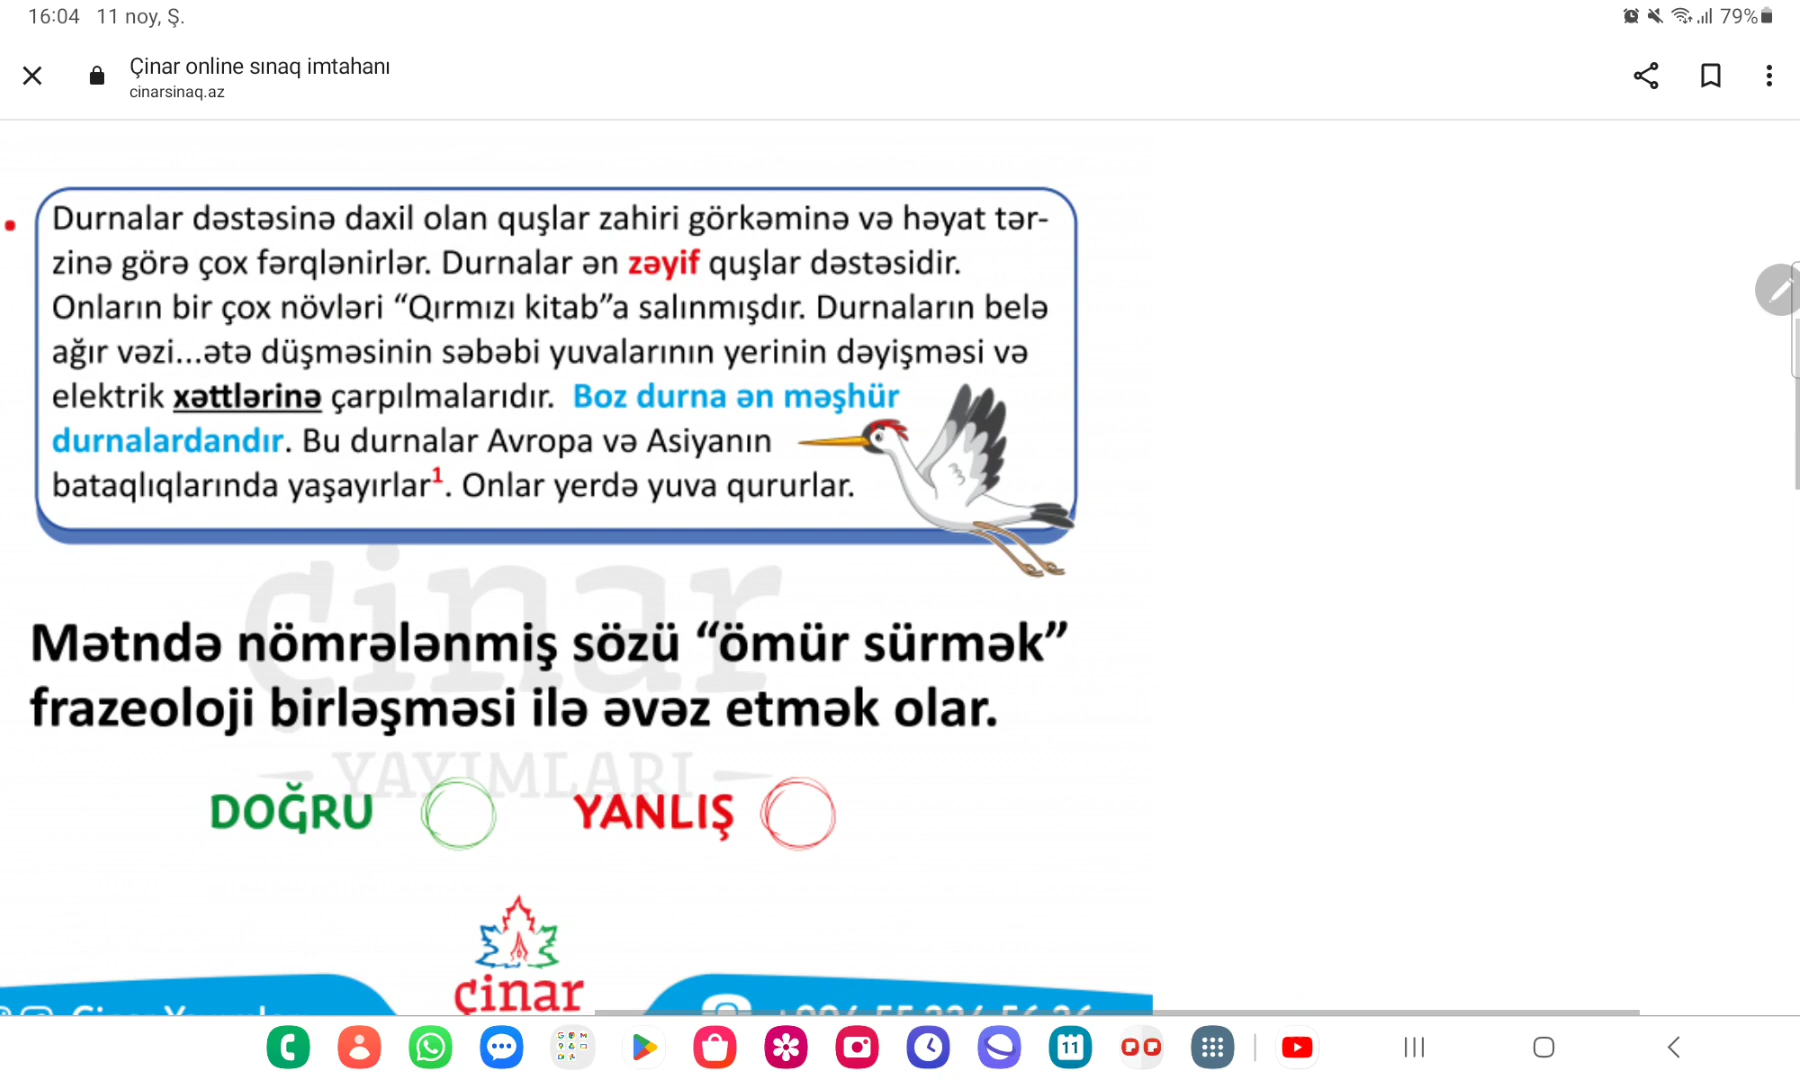 16:04 11 noy, Ş.
79%
Çinar online sınaq imtahanı
cinarsinaq.az
Durnalar dəstəsinə daxil olan quşlar zahiri görkəminə və həyat tər-
zinə görə çox fərqlənirlər. Durnalar ən zəyif quşlar dəstəsidir.
Onların bir çox növləri “Qırmızı kitab”a salınmışdır. Durnaların belə
ağır vəzi...ətə düşməsinin səbəbi yuvalarının yerinin dəyişməsi və
elektrik xəttlərinə çarpılmalarıdır. Boz durna ən məşhür
durnalardandır. Bu durnalar Avropa və Asiyanın
bataqlıqlarında yaşayırlar¹. Onlar yerdə yuva qururlar.
çinar
Mətndə nömrələnmiş sözü “ömür sürmək”
frazeoloji birləşməsi ilə əvəz etmək olar.
YAYIMLARI
DOĞRU YANLIŞ
çinar
11